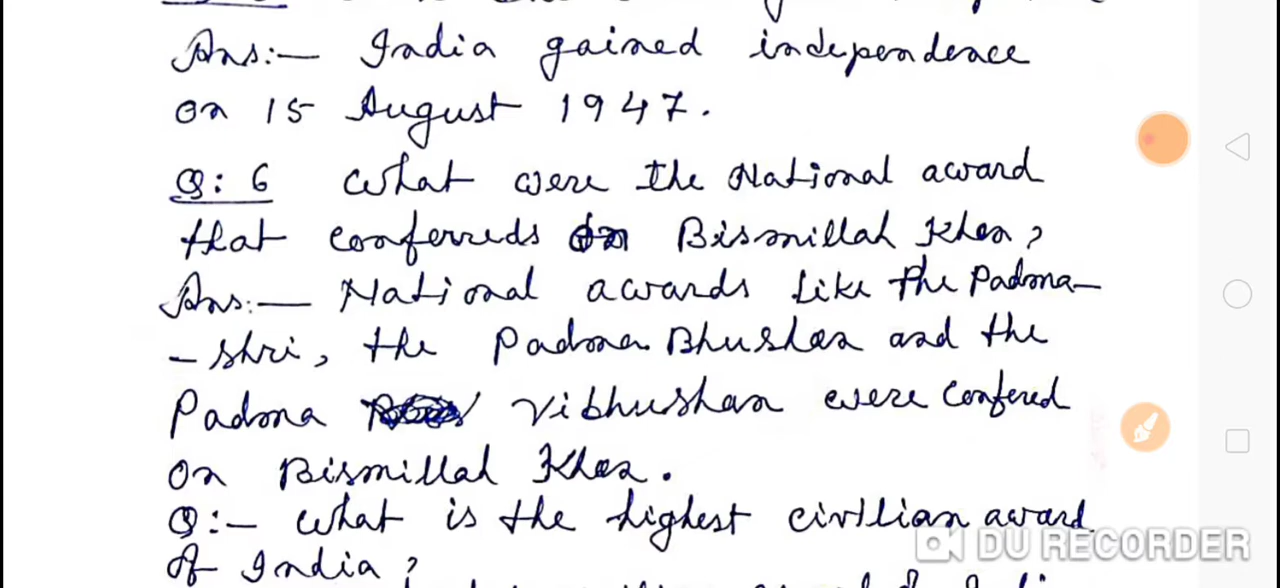 Ans:— India gained independence
on 15 August 1947.
Q: 6 What were the National award
that conferreds on Bismillah Khan?
Ans:— National awards like the Padma-
- shri, the Padma Bhushan and the
Padma Vibhushan were confered
on Bismillah Khan.
Q:- What is the highest civilian award
of India?
DU RECORDER